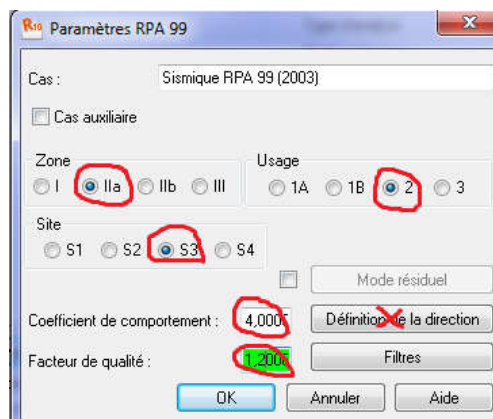 R10 Paramètres RPA 99
Cas : Sismique RPA 99 (2003)
Cas auxiliaire
Zone Usage
I IIa IIb III 1A 1B 2 3
Site
S1 S2 S3 S4
Mode résiduel
Coefficient de comportement : 4,000 Définition de la direction
Facteur de qualité : 1,200 Filtres
OK Annuler Aide